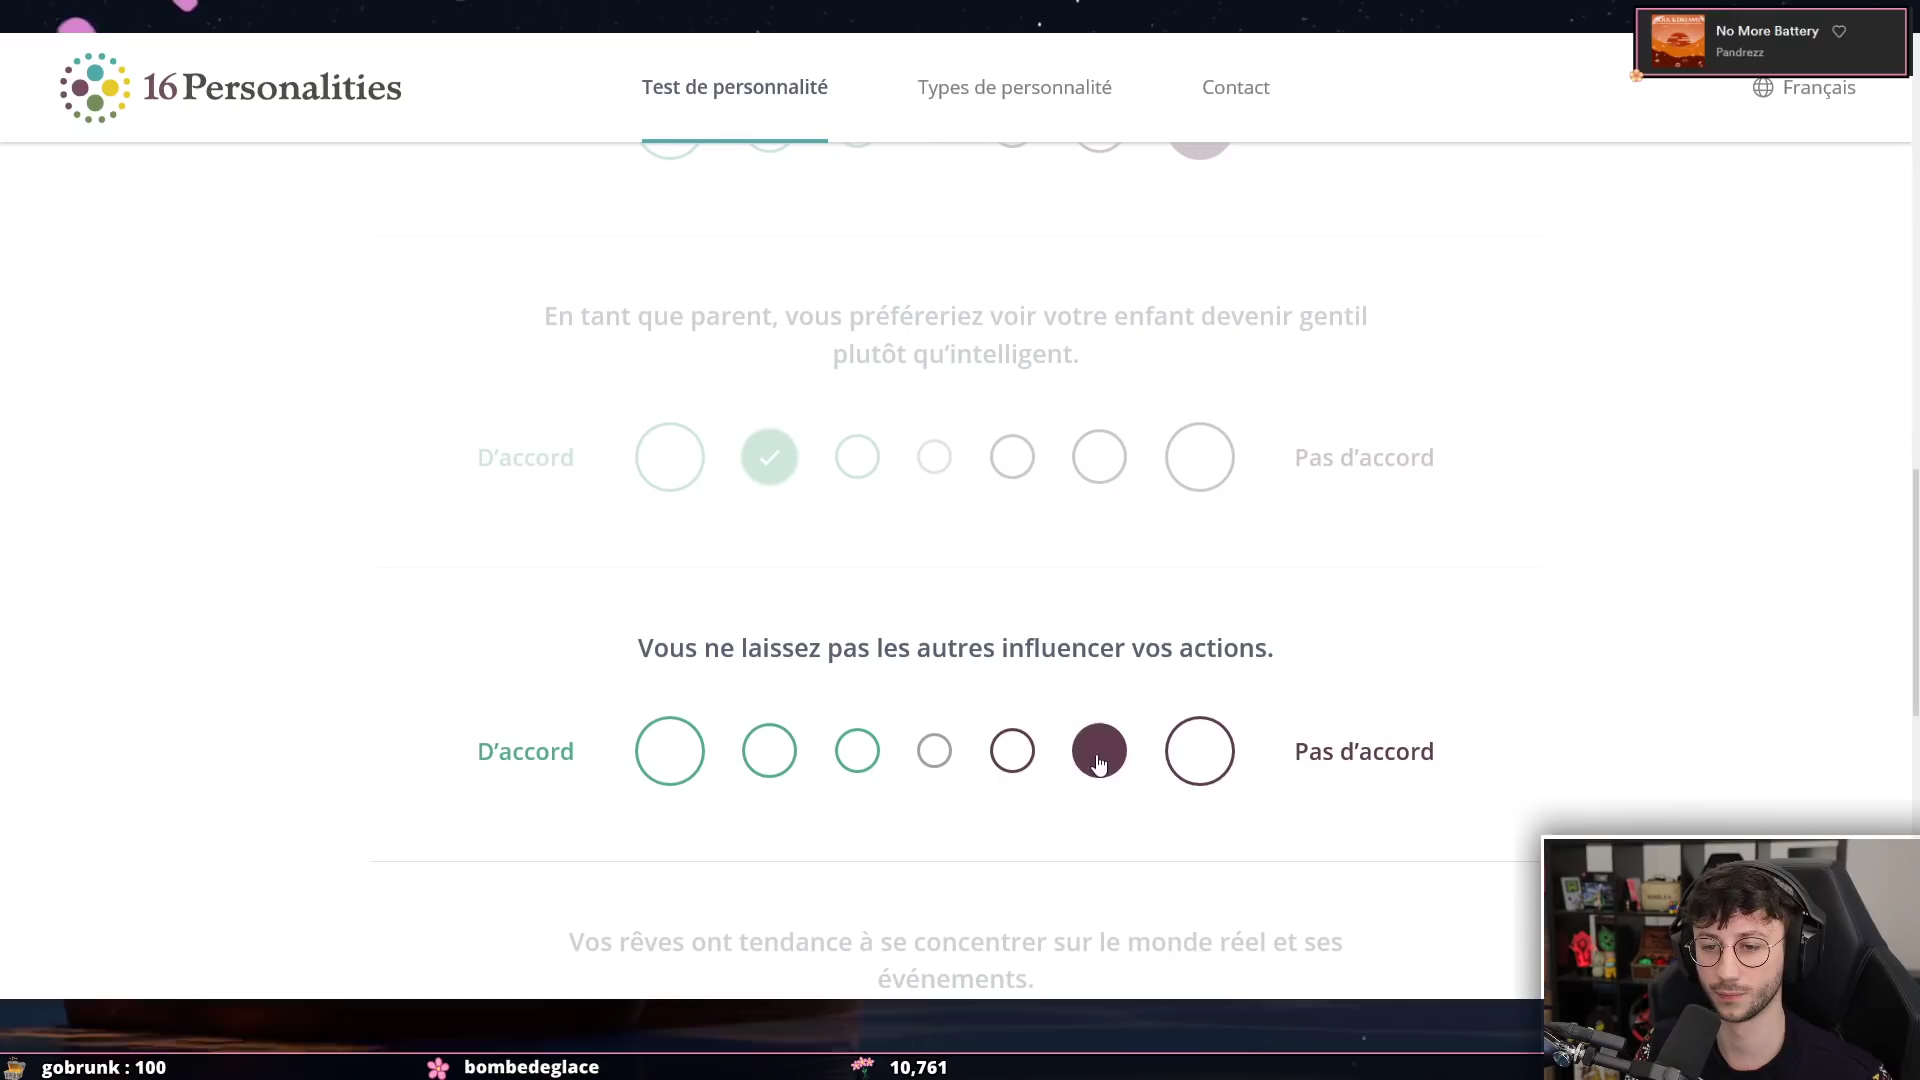 No More Battery
Pandrezz
16 Personalities
Test de personnalité
Types de personnalité
Contact
Français
En tant que parent, vous préféreriez voir votre enfant devenir gentil
plutôt qu’intelligent.
D’accord
Pas d’accord
Vous ne laissez pas les autres influencer vos actions.
D’accord
Pas d’accord
Vos rêves ont tendance à se concentrer sur le monde réel et ses
événements.
gobrunk : 100
bombedeglace
10,761